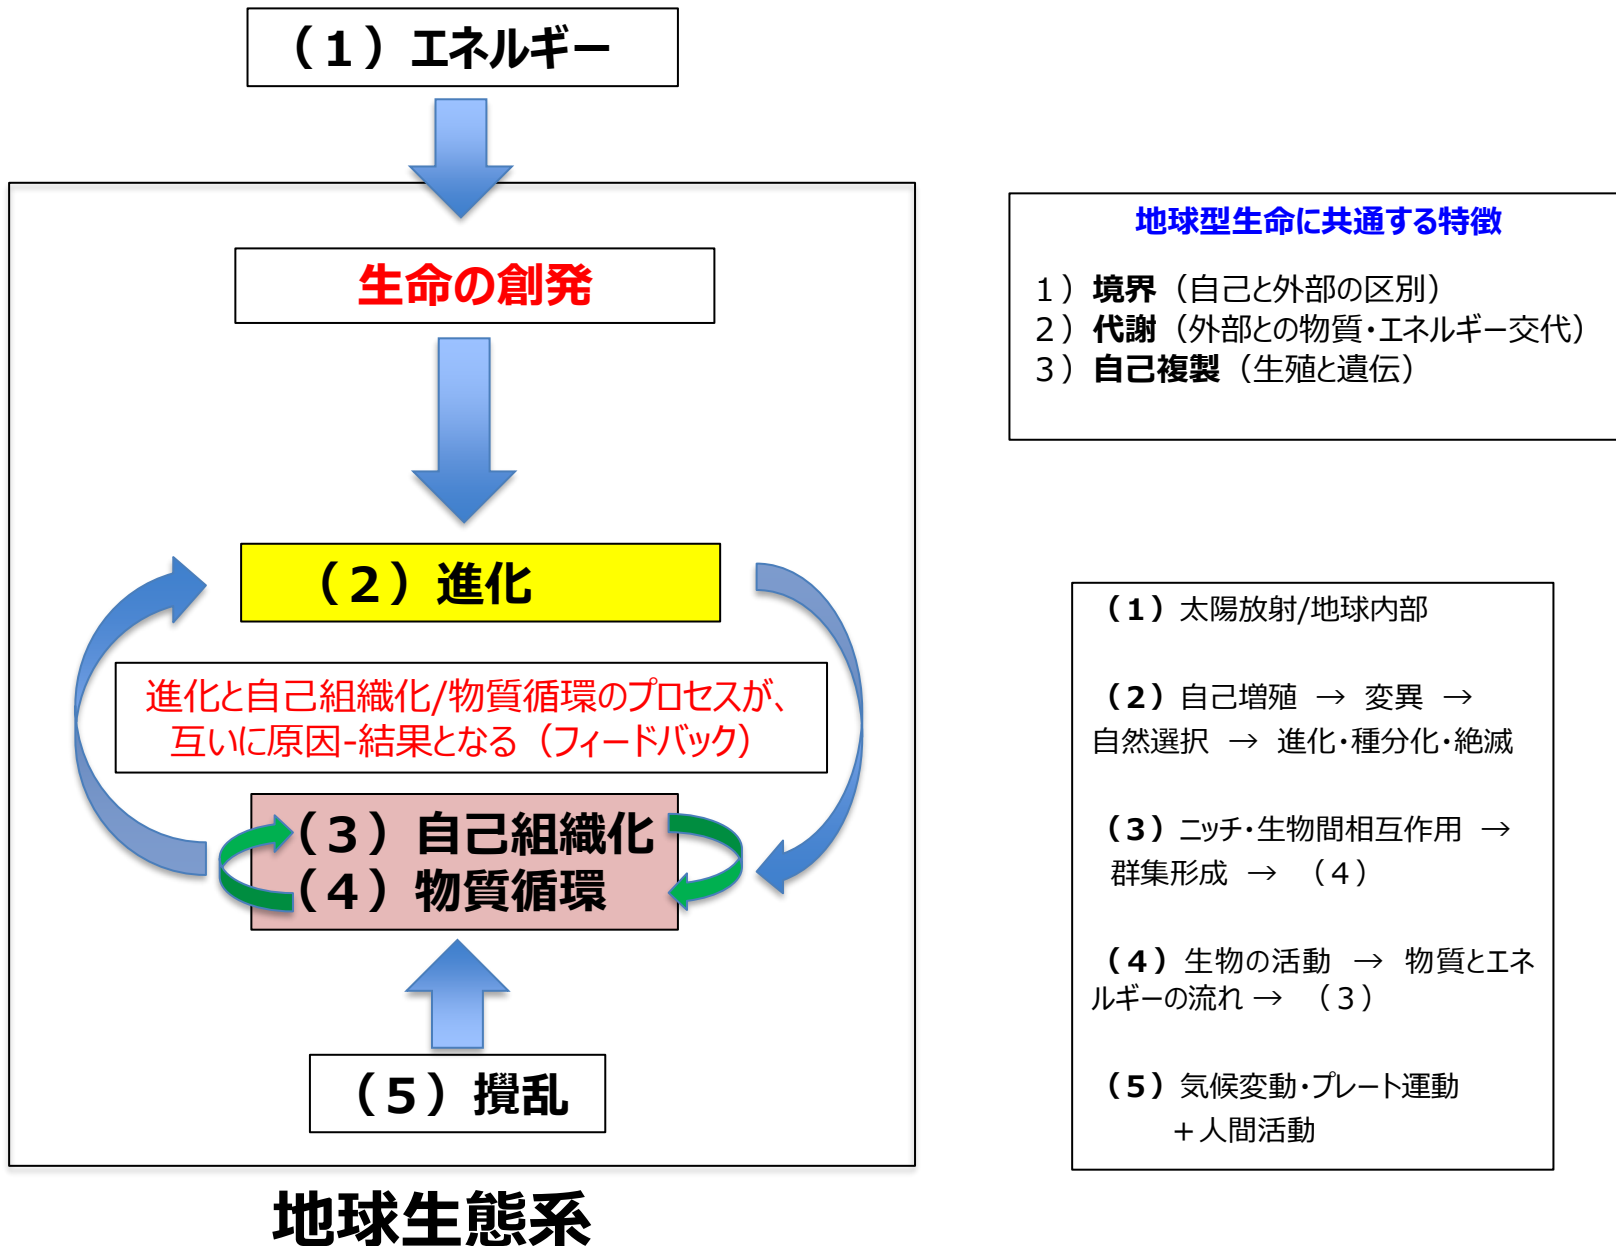 （１）エネルギー
生命の創発
（２）進化
進化と自己組織化/物質循環のプロセスが、
互いに原因-結果となる（フィードバック）
（３）自己組織化
（４）物質循環
（５）攪乱
地球生態系
地球型生命に共通する特徴
１）境界（自己と外部の区別）
２）代謝（外部との物質・エネルギー交代）
３）自己複製（生殖と遺伝）
（１）太陽放射/地球内部
（２）自己増殖 → 変異 →
自然選択 → 進化・種分化・絶滅
（３）ニッチ・生物間相互作用 →
群集形成 → （４）
（４）生物の活動 → 物質とエネ
ルギーの流れ → （３）
（５）気候変動・プレート運動
＋人間活動